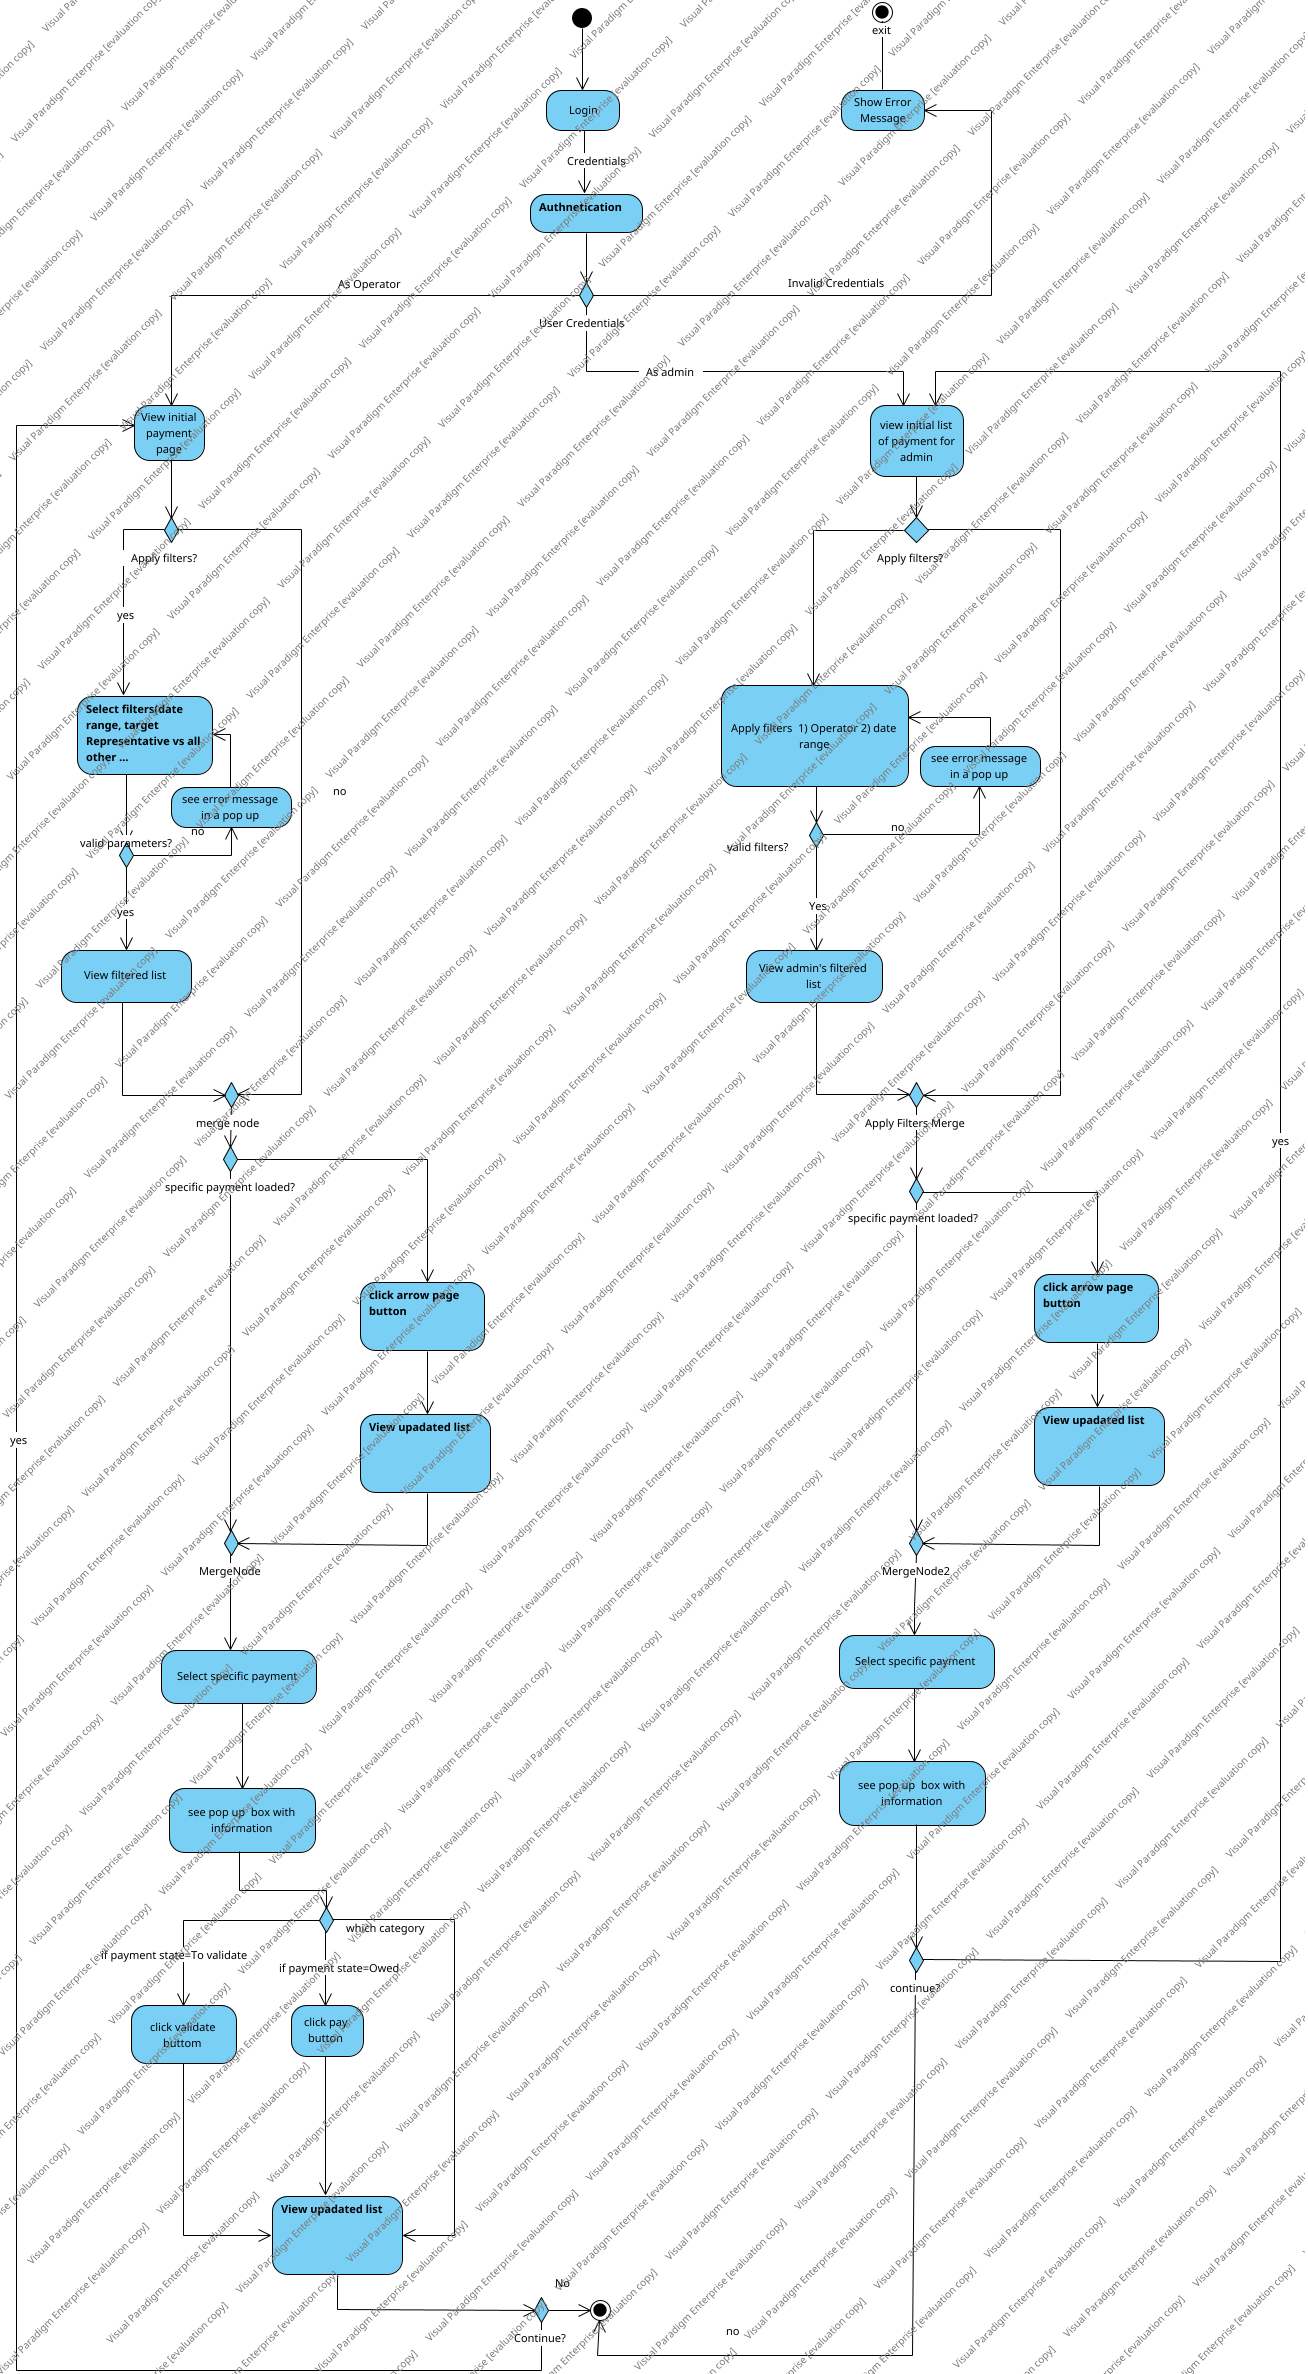 exit
Login
Show Error
Message
Credentials
Authnetication
As Operator
Invalid Credentials
User Credentials
As admin
View initial
payment
page
view initial list
of payment for
admin
Apply filters?
Apply filters?
yes
Select filters(date
range, target
Representative vs all
other ...
Apply filters 1) Operator 2) date
range
see error message
in a pop up
see error message
in a pop up
no
no
valid parameters?
no
valid filters?
yes
Yes
View filtered list
View admin's filtered
list
merge node
Apply Filters Merge
yes
specific payment loaded?
specific payment loaded?
click arrow page
button
click arrow page
button
View upadated list
View upadated list
yes
MergeNode
MergeNode2
Select specific payment
Select specific payment
see pop up box with
information
see pop up box with
information
which category
if payment state=To validate
if payment state=Owed
continue?
click validate
buttom
click pay
button
View upadated list
No
no
Continue?
Visual Paradigm Enterprise [evaluation copy]